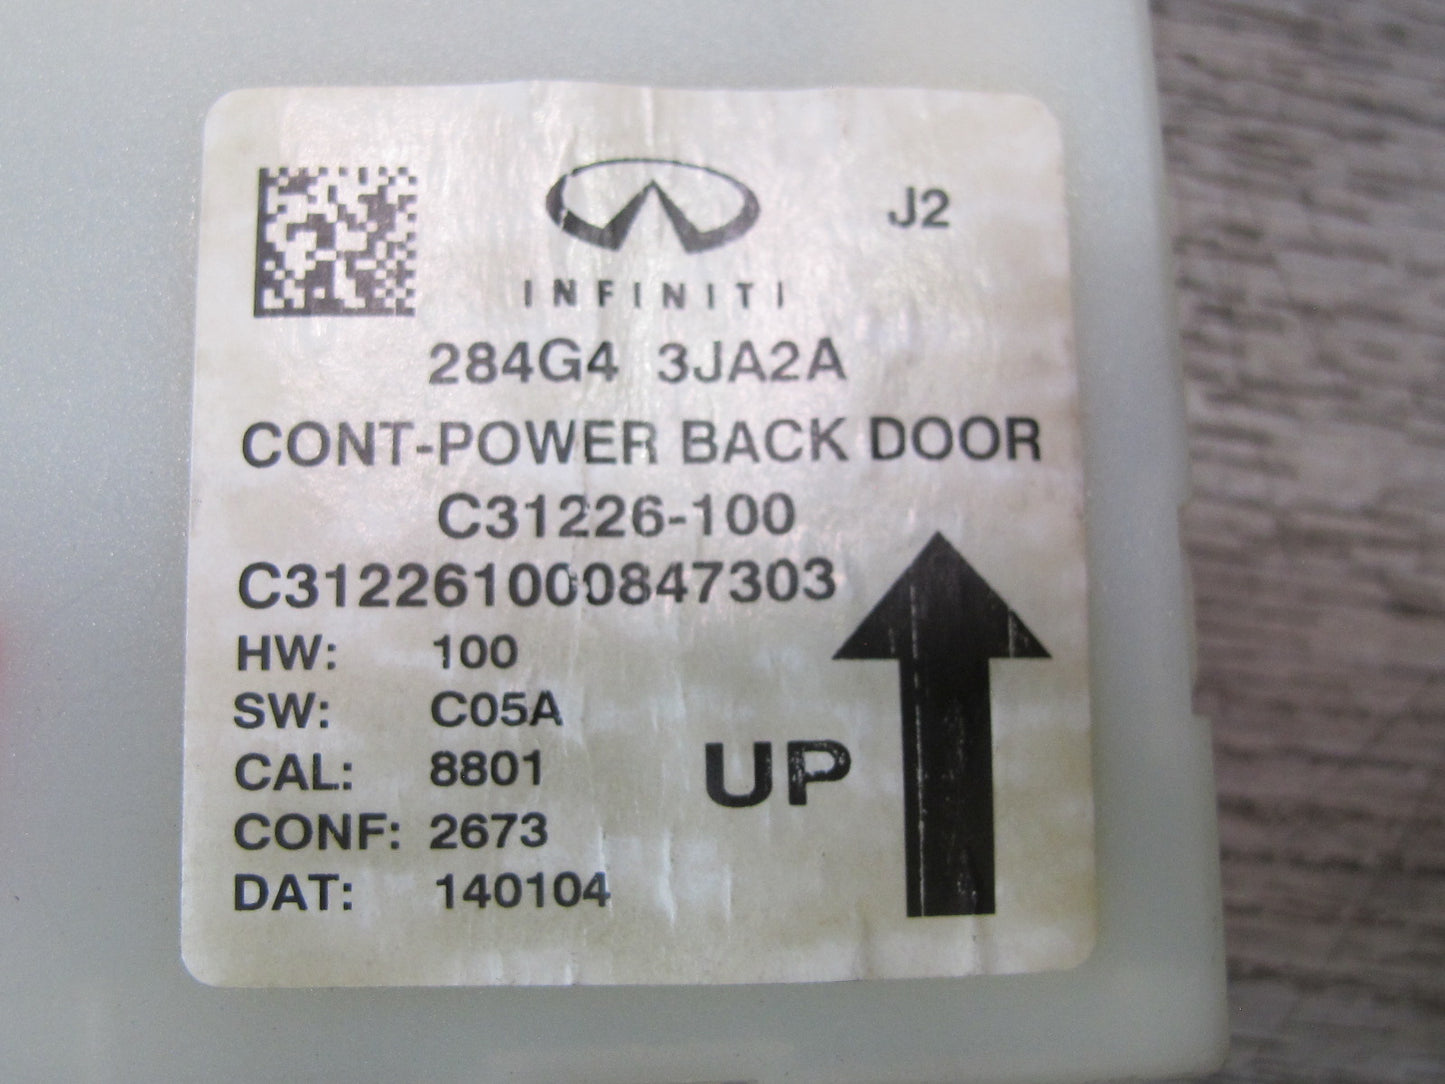 J2
INFINITI
284G4 3JA2A
CONT-POWER BACK DOOR
C31226-100
C312261000847303
HW: 100
SW: C05A
CAL: 8801
CONF: 2673
DAT: 140104
UP